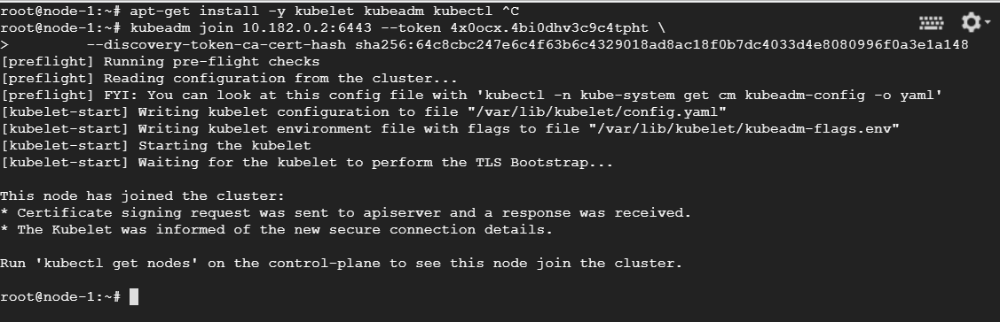 root@node-1:~# apt-get install -y kubelet kubeadm kubectl ^C
root@node-1:~# kubeadm join 10.182.0.2:6443 --token 4x0ocx.4bi0dhv3c9c4tpht \
>        --discovery-token-ca-cert-hash sha256:64c8cbc247e6c4f63b6c4329018ad8ac18f0b7dc4033d4e8080996f0a3e1a148
[preflight] Running pre-flight checks
[preflight] Reading configuration from the cluster...
[preflight] FYI: You can look at this config file with 'kubectl -n kube-system get cm kubeadm-config -o yaml'
[kubelet-start] Writing kubelet configuration to file "/var/lib/kubelet/config.yaml"
[kubelet-start] Writing kubelet environment file with flags to file "/var/lib/kubelet/kubeadm-flags.env"
[kubelet-start] Starting the kubelet
[kubelet-start] Waiting for the kubelet to perform the TLS Bootstrap...
This node has joined the cluster:
* Certificate signing request was sent to apiserver and a response was received.
* The Kubelet was informed of the new secure connection details.
Run 'kubectl get nodes' on the control-plane to see this node join the cluster.
root@node-1:~#